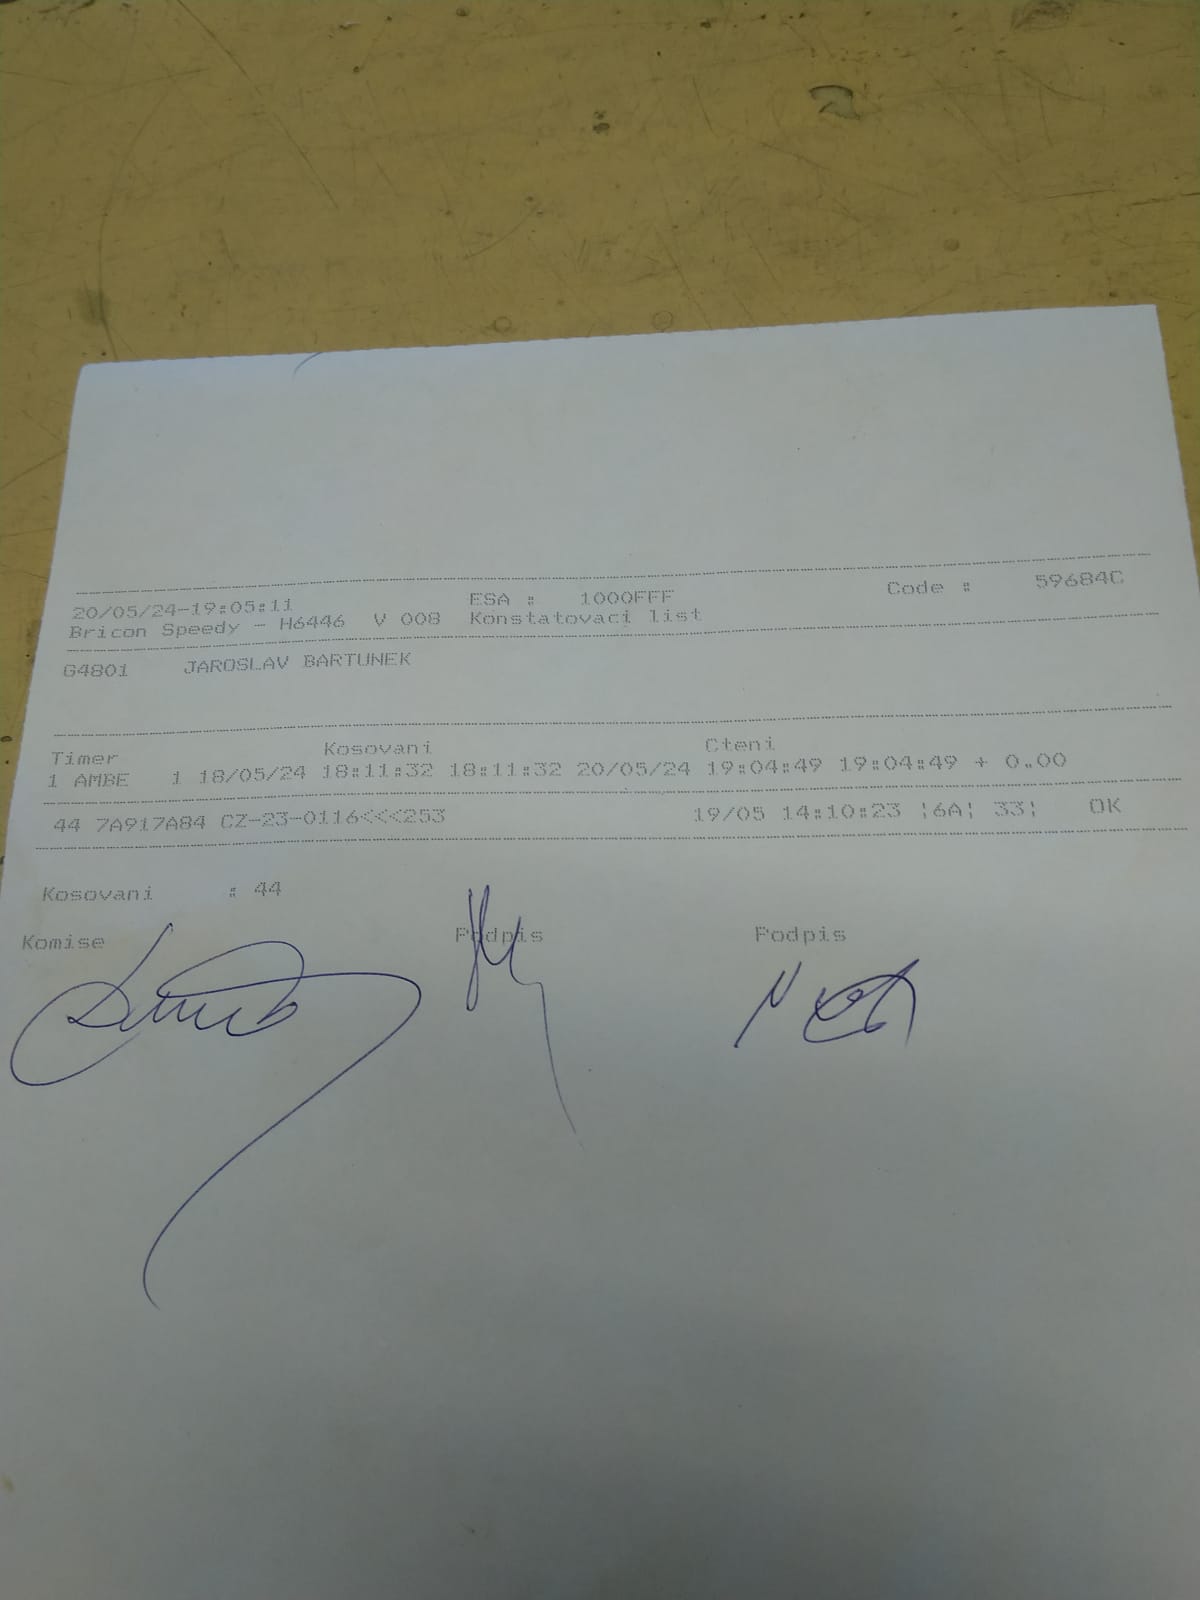 20/05/24-19:05:11 ESA : 1000FFF Code : 59684C
Bricon Speedy - H6446 V 008 Konstatovaci list
G4801 JAROSLAV BARTUNEK
Timer Kosovani Cteni
1 AMBE 1 18/05/24 18:11:32 18:11:32 20/05/24 19:04:49 19:04:49 + 0.00
44 7A917A84 CZ-23-0116<<<253 19/05 14:10:23 ¦6A¦ 33¦ OK
Kosovani : 44
Komise Podpis Podpis